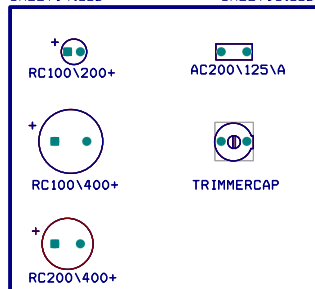 +
RC100\200+
AC200\125\A
+
RC100\400+
TRIMMERCAP
+
RC200\400+